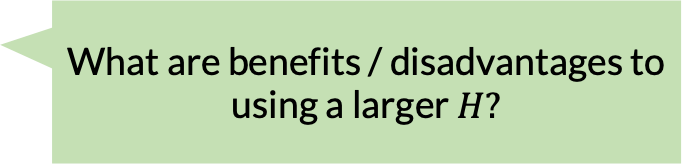 What are benefits / disadvantages to
using a larger H?